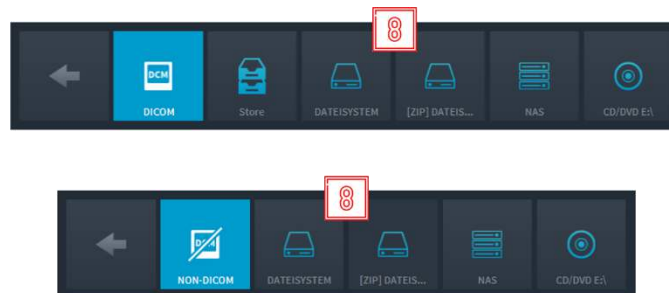 8
DCM
DICOM Store DATEISYSTEM [ZIP] DATEIS... NAS CD/DVD E:\
8
DCM
NON-DICOM DATEISYSTEM [ZIP] DATEIS... NAS CD/DVD E:\